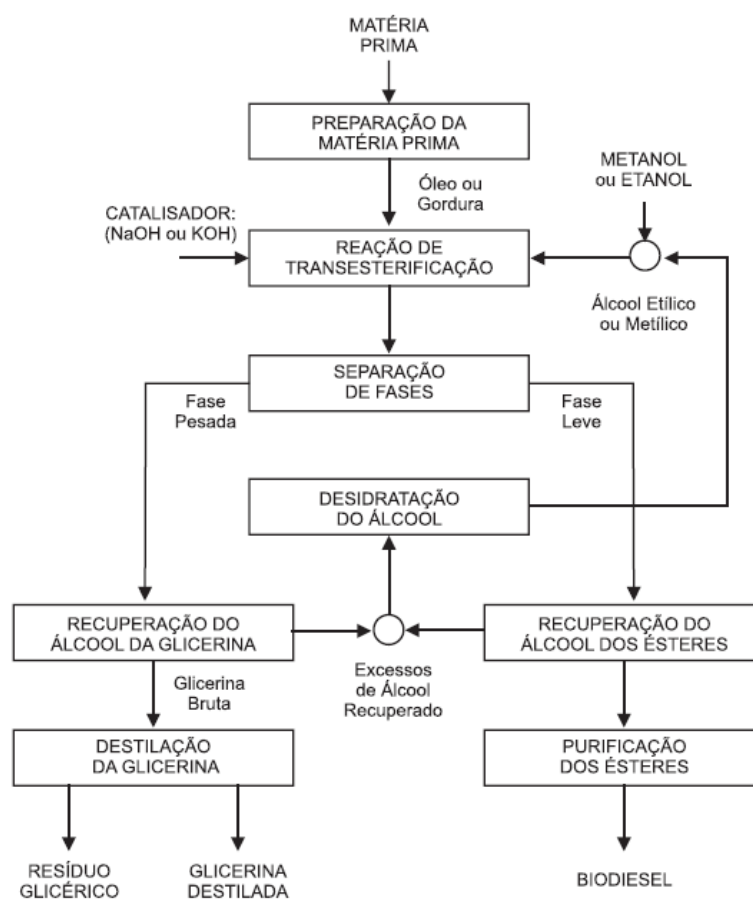 MATÉRIA
PRIMA
PREPARAÇÃO DA
MATÉRIA PRIMA
METANOL
ou ETANOL
Óleo ou
Gordura
CATALISADOR:
(NaOH ou KOH)
REAÇÃO DE
TRANSESTERIFICAÇÃO
Álcool Etílico
ou Metílico
SEPARAÇÃO
DE FASES
Fase
Pesada
Fase
Leve
DESIDRATAÇÃO
DO ÁLCOOL
RECUPERAÇÃO DO
ÁLCOOL DA GLICERINA
RECUPERAÇÃO DO
ÁLCOOL DOS ÉSTERES
Excessos
de Álcool
Recuperado
Glicerina
Bruta
DESTILAÇÃO
DA GLICERINA
PURIFICAÇÃO
DOS ÉSTERES
RESÍDUO
GLICÉRICO
GLICERINA
DESTILADA
BIODIESEL